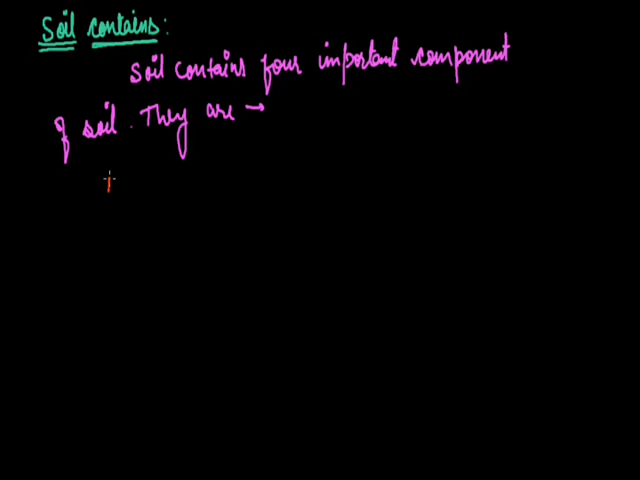 Soil contains:
Soil contains four important component
of soil. They are →